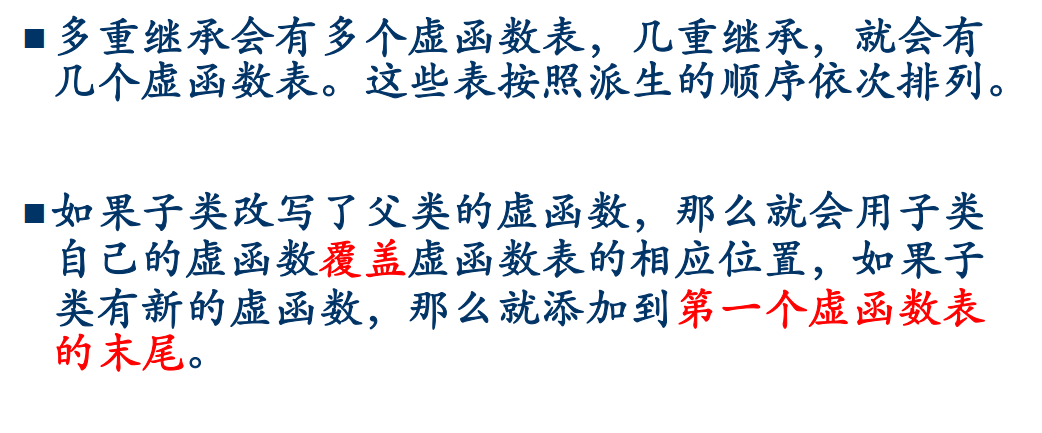 ■多重继承会有多个虚函数表，几重继承，就会有
几个虚函数表。这些表按照派生的顺序依次排列。
■如果子类改写了父类的虚函数，那么就会用子类
自己的虚函数覆盖虚函数表的相应位置，如果子
类有新的虚函数，那么就添加到第一个虚函数表
的末尾。